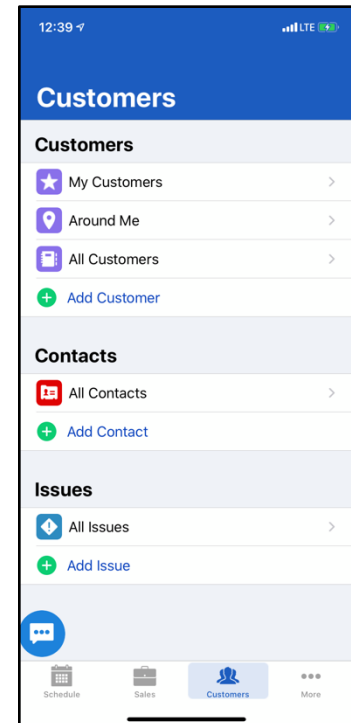 12:39 LTE
Customers
Customers
My Customers
Around Me
All Customers
Add Customer
Contacts
All Contacts
Add Contact
Issues
All Issues
Add Issue
Schedule Sales Customers More